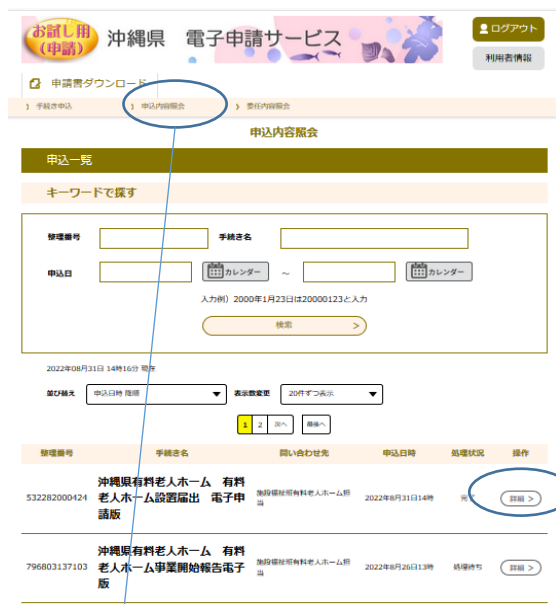 お試し用
(申請)
沖縄県 電子申請サービス
ログアウト
利用者情報
申請書ダウンロード
手続き申込
申込内容照会
委任内容照会
申込内容照会
申込一覧
キーワードで探す
整理番号
手続き名
申込日
カレンダー
~
カレンダー
入力例) 2000年1月23日は20000123と入力
検索 >
2022年08月31日 14時16分 現在
並び替え 申込日時 降順 ▼ 表示数変更 20件ずつ表示 ▼
1 2 次へ 最後へ
整理番号 手続き名 問い合わせ先 申込日時 処理状況 操作
沖縄県有料老人ホーム 有料
532282000424 老人ホーム設置届出 電子申 施設福祉班有料老人ホーム担 2022年8月31日14時 完了 詳細 >
請版 当
沖縄県有料老人ホーム 有料
796803137103 老人ホーム事業開始報告電子 施設福祉班有料老人ホーム担 2022年8月26日13時 処理待ち 詳細 >
版 当